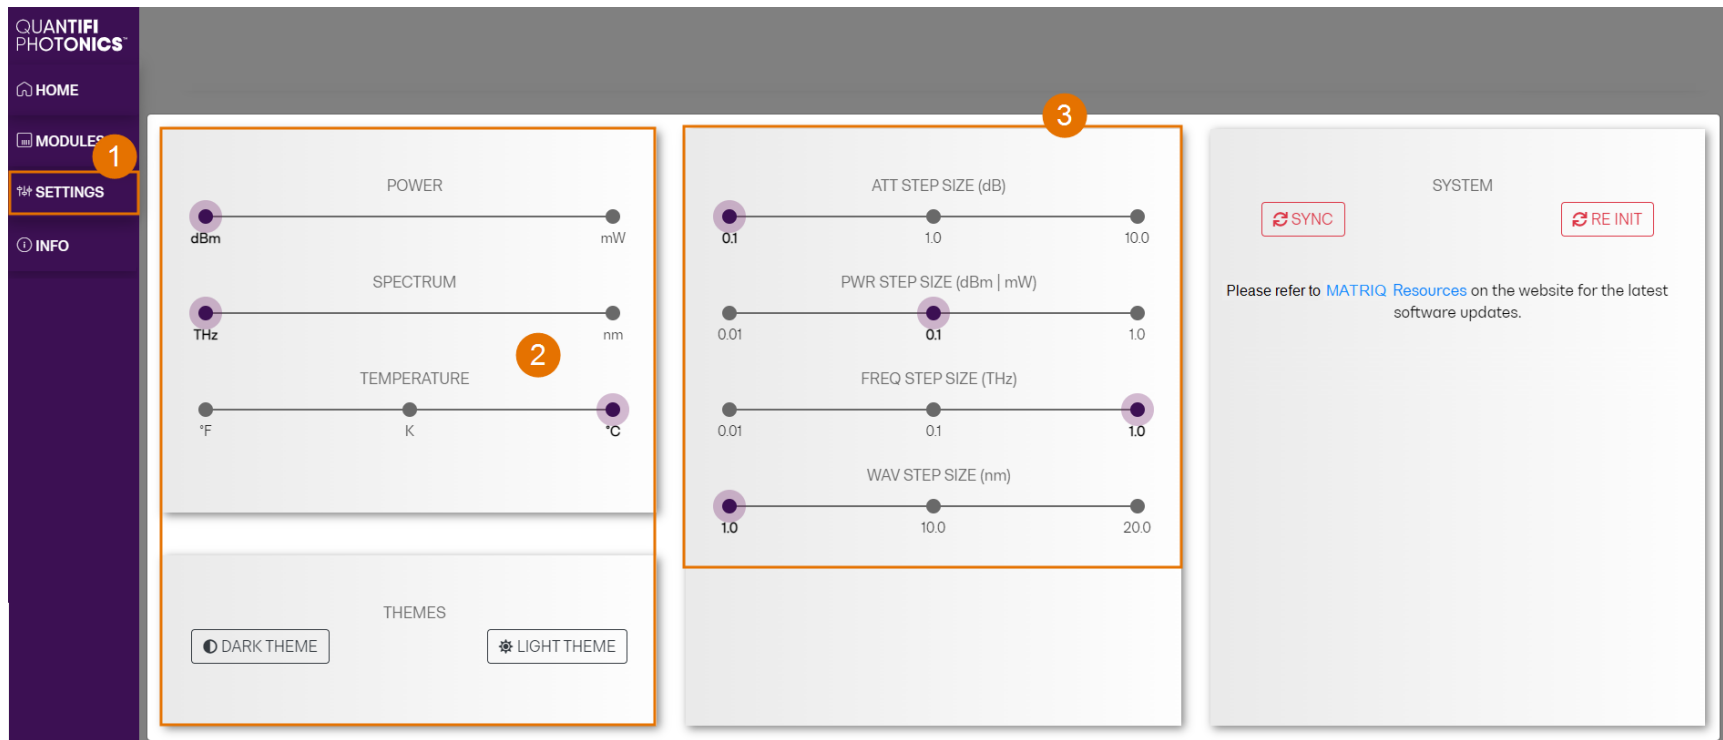 QUANTIFI
PHOTONICS™
HOME
MODULES
1
SETTINGS
INFO
POWER
dBm mW
SPECTRUM
THz nm
2
TEMPERATURE
°F K °C
THEMES
DARK THEME LIGHT THEME
3
ATT STEP SIZE (dB)
0.1 1.0 10.0
PWR STEP SIZE (dBm | mW)
0.01 0.1 1.0
FREQ STEP SIZE (THz)
0.01 0.1 1.0
WAV STEP SIZE (nm)
1.0 10.0 20.0
SYSTEM
SYNC RE INIT
Please refer to MATRIQ Resources on the website for the latest
software updates.